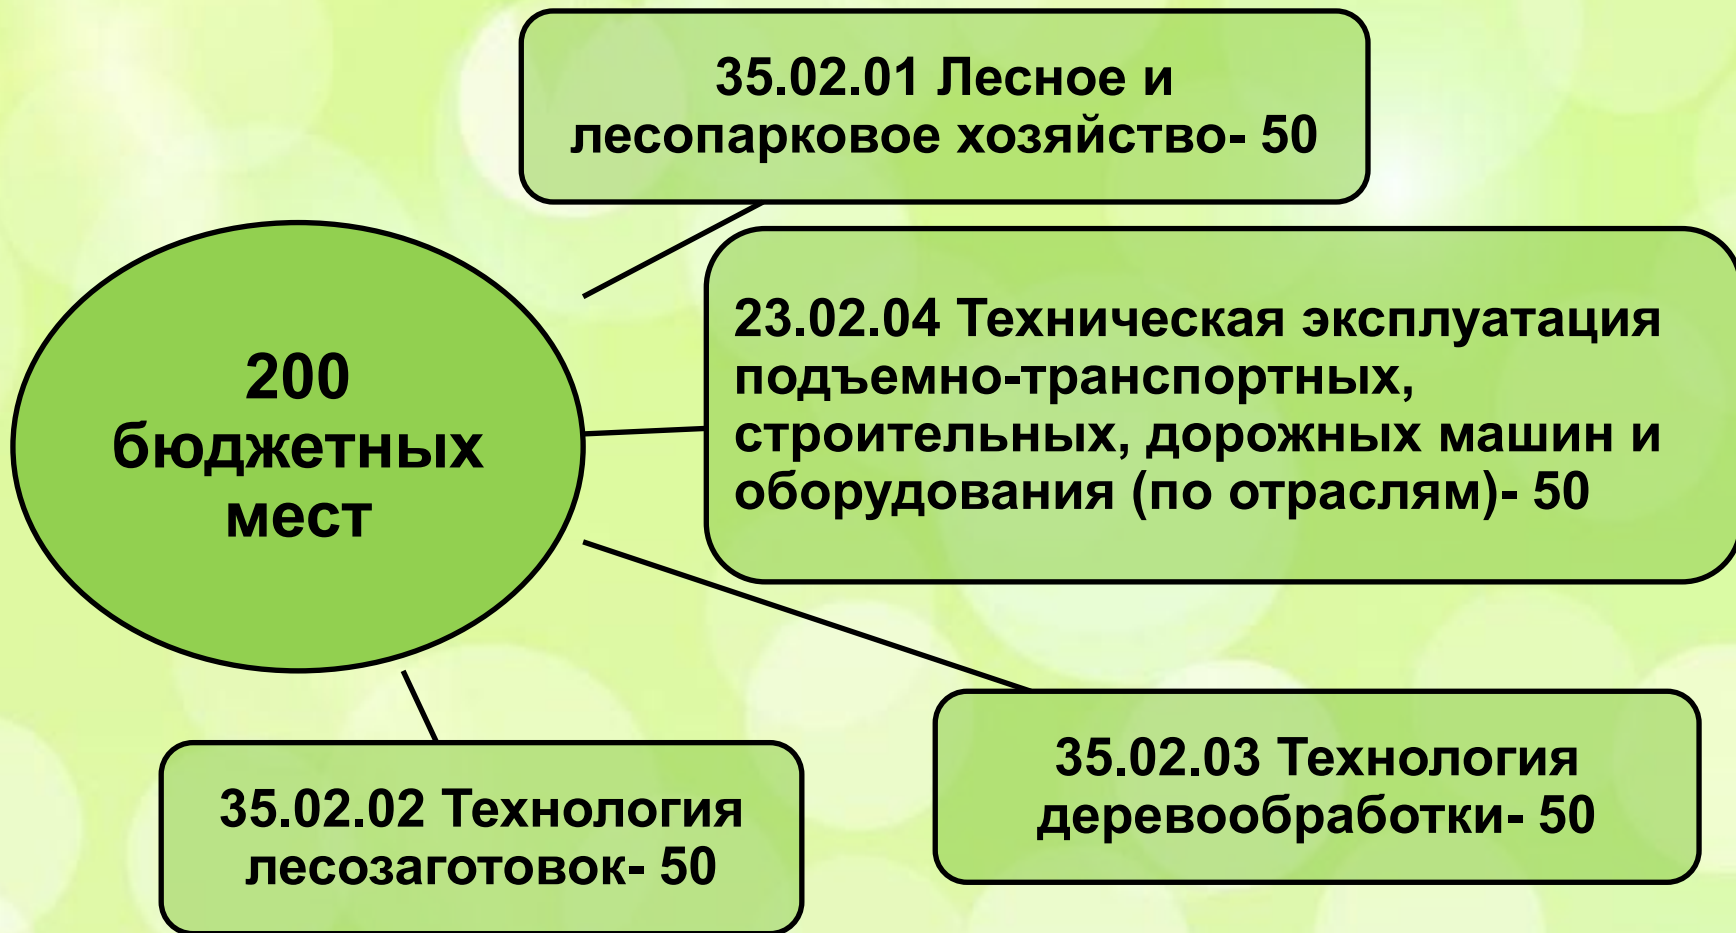 35.02.01 Лесное и
лесопарковое хозяйство- 50
200
бюджетных
мест
23.02.04 Техническая эксплуатация
подъемно-транспортных,
строительных, дорожных машин и
оборудования (по отраслям)- 50
35.02.03 Технология
деревообработки- 50
35.02.02 Технология
лесозаготовок- 50